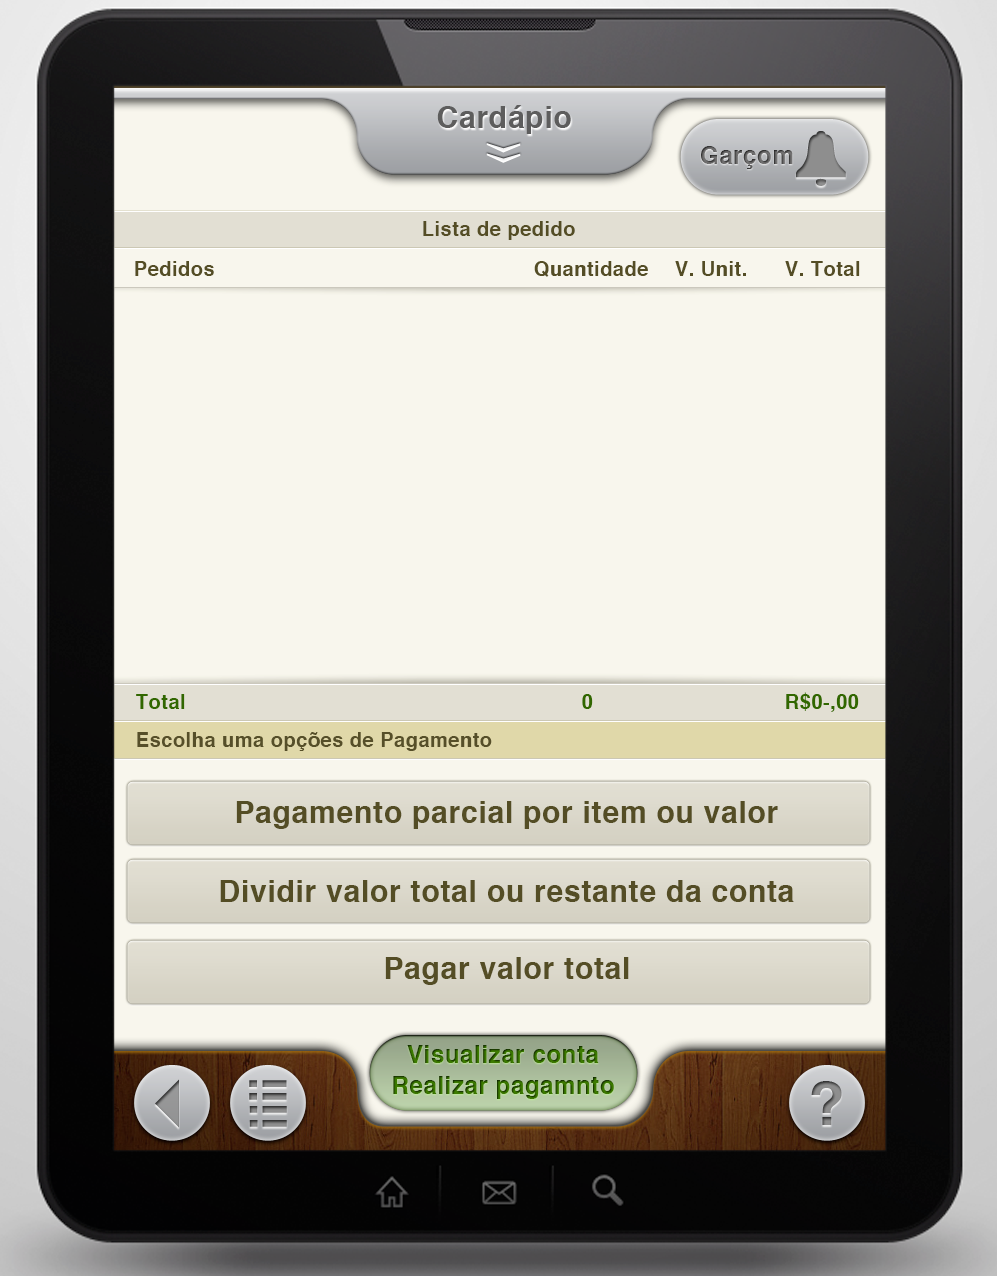 Cardápio
Garçom
Lista de pedido
Pedidos Quantidade V. Unit. V. Total
Total 0 R$0-,00
Escolha uma opções de Pagamento
Pagamento parcial por item ou valor
Dividir valor total ou restante da conta
Pagar valor total
Visualizar conta
Realizar pagamnto
?